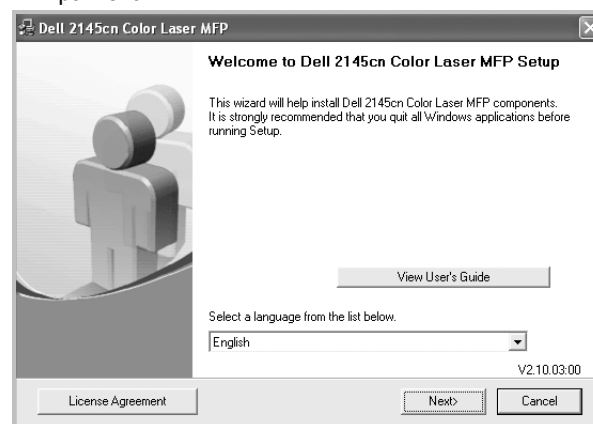 Dell 2145cn Color Laser MFP
Welcome to Dell 2145cn Color Laser MFP Setup
This wizard will help install Dell 2145cn Color Laser MFP components.
It is strongly recommended that you quit all Windows applications before
running Setup.
View User's Guide
Select a language from the list below.
English
V2.10.03:00
License Agreement
Next>
Cancel